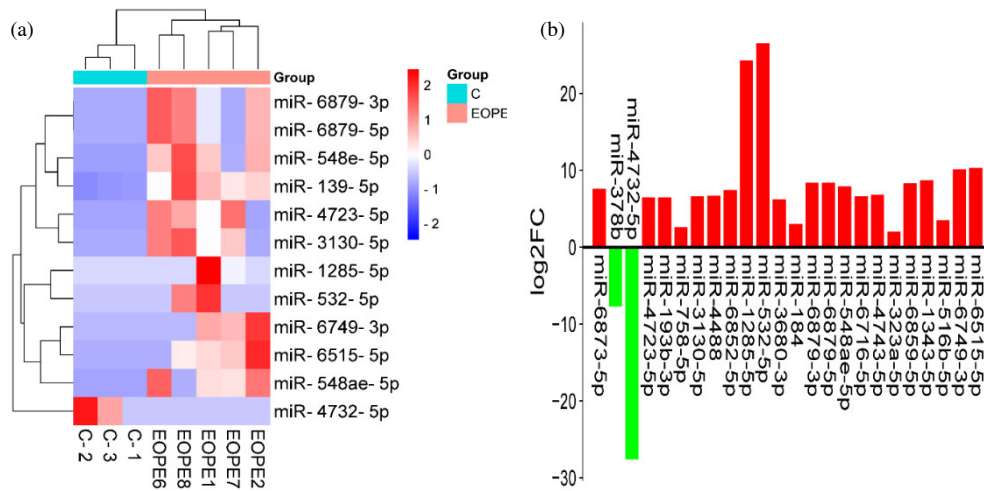 (a)
Group
miR- 6879- 3p
miR- 6879- 5p
miR- 548e- 5p
miR- 139- 5p
miR- 4723- 5p
miR- 3130- 5p
miR- 1285- 5p
miR- 532- 5p
miR- 6749- 3p
miR- 6515- 5p
miR- 548ae- 5p
miR- 4732- 5p
C- 2
C- 3
C- 1
EOPE6
EOPE8
EOPE1
EOPE7
EOPE2
2
1
0
-1
-2
Group
C
EOPE
(b)
log2FC
20
10
0
-10
-20
-30
miR-6873-5p
miR-378b
miR-4732-5p
miR-4723-5p
miR-193b-3p
miR-758-5p
miR-3130-5p
miR-4488
miR-6852-5p
miR-1285-5p
miR-532-5p
miR-3680-3p
miR-184
miR-6879-3p
miR-6879-5p
miR-548ae-5p
miR-6716-5p
miR-4743-5p
miR-323a-5p
miR-6859-5p
miR-1343-5p
miR-516b-5p
miR-6749-3p
miR-6515-5p